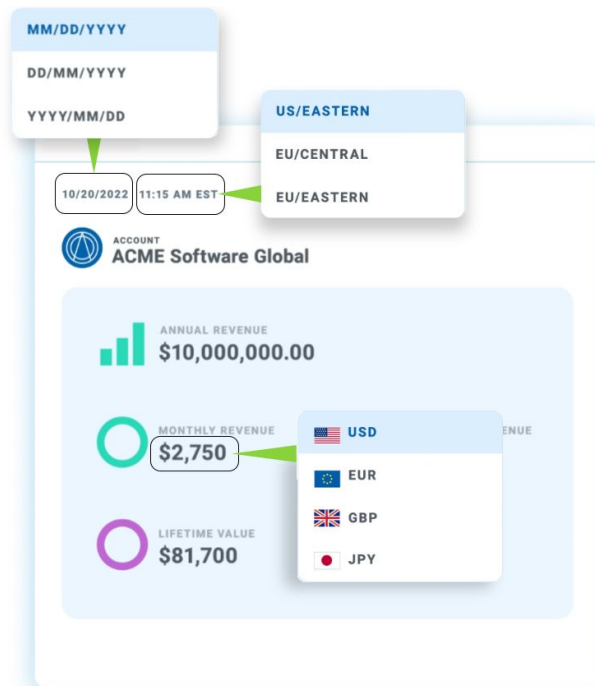 MM/DD/YYYY
DD/MM/YYYY
YYYY/MM/DD
US/EASTERN
EU/CENTRAL
EU/EASTERN
10/20/2022 11:15 AM EST
ACCOUNT
ACME Software Global
ANNUAL REVENUE
$10,000,000.00
MONTHLY REVENUE
$2,750
ENUE
USD
EUR
GBP
JPY
LIFETIME VALUE
$81,700